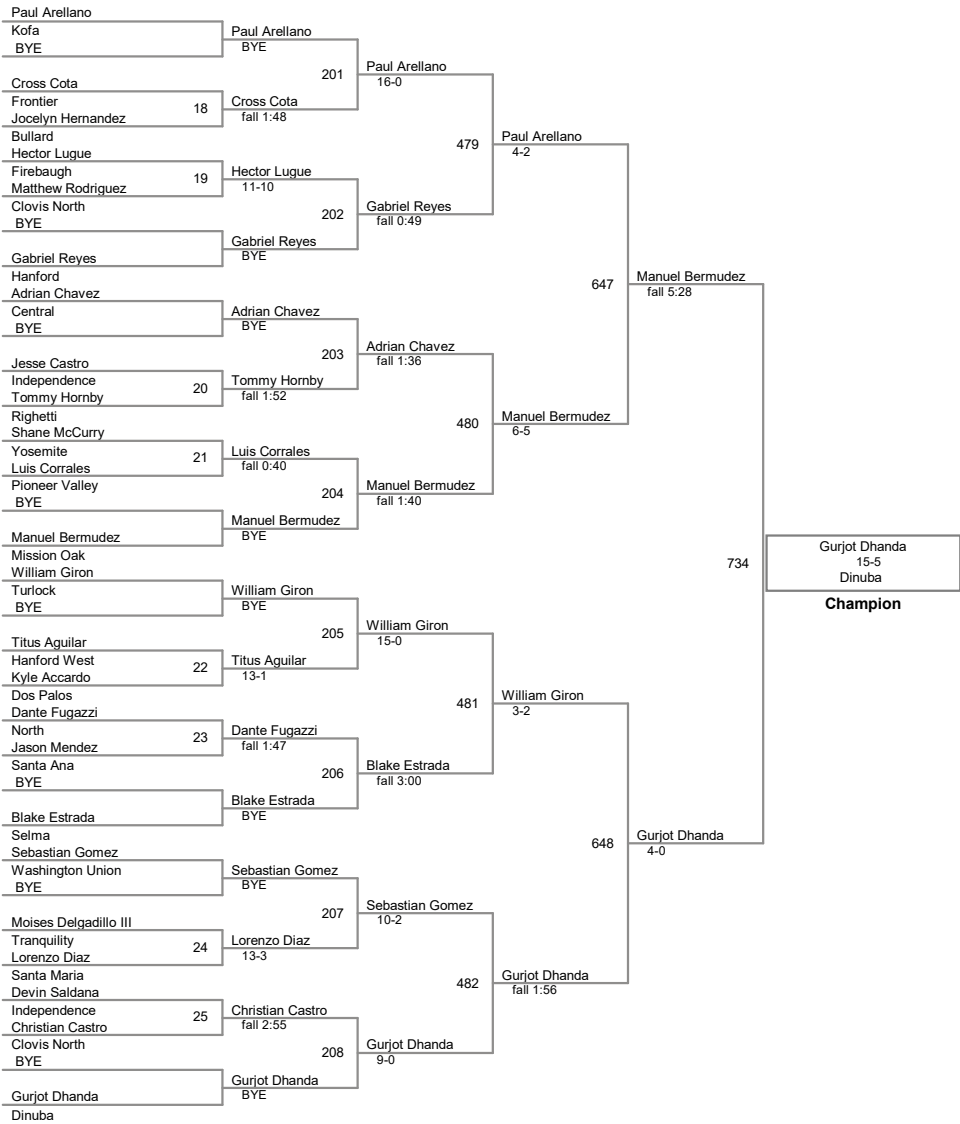 Paul Arellano
Kofa
BYE
Paul Arellano
BYE
201
Paul Arellano
16-0
Cross Cota
Frontier
Jocelyn Hernandez
18
Cross Cota
fall 1:48
Bullard
479
Paul Arellano
4-2
Hector Lugue
Firebaugh
Matthew Rodriguez
19
Hector Lugue
11-10
Clovis North
BYE
202
Gabriel Reyes
fall 0:49
Gabriel Reyes
BYE
Gabriel Reyes
Hanford
647
Manuel Bermudez
fall 5:28
Adrian Chavez
Central
BYE
Adrian Chavez
BYE
203
Adrian Chavez
fall 1:36
Jesse Castro
Independence
Tommy Hornby
20
Tommy Hornby
fall 1:52
Righetti
480
Manuel Bermudez
6-5
Shane McCurry
Yosemite
Luis Corrales
21
Luis Corrales
fall 0:40
Pioneer Valley
BYE
204
Manuel Bermudez
fall 1:40
Manuel Bermudez
BYE
Manuel Bermudez
Mission Oak
734
Gurjot Dhanda
15-5
Dinuba
Champion
William Giron
Turlock
BYE
William Giron
BYE
205
William Giron
15-0
Titus Aguilar
Hanford West
Kyle Accardo
22
Titus Aguilar
13-1
Dos Palos
481
William Giron
3-2
Dante Fugazzi
North
Jason Mendez
23
Dante Fugazzi
fall 1:47
Santa Ana
BYE
206
Blake Estrada
fall 3:00
Blake Estrada
BYE
Blake Estrada
Selma
648
Gurjot Dhanda
4-0
Sebastian Gomez
Washington Union
BYE
Sebastian Gomez
BYE
207
Sebastian Gomez
10-2
Moises Delgadillo III
Tranquility
Lorenzo Diaz
24
Lorenzo Diaz
13-3
Santa Maria
482
Gurjot Dhanda
fall 1:56
Devin Saldana
Independence
Christian Castro
25
Christian Castro
fall 2:55
Clovis North
BYE
208
Gurjot Dhanda
9-0
Gurjot Dhanda
BYE
Gurjot Dhanda
Dinuba